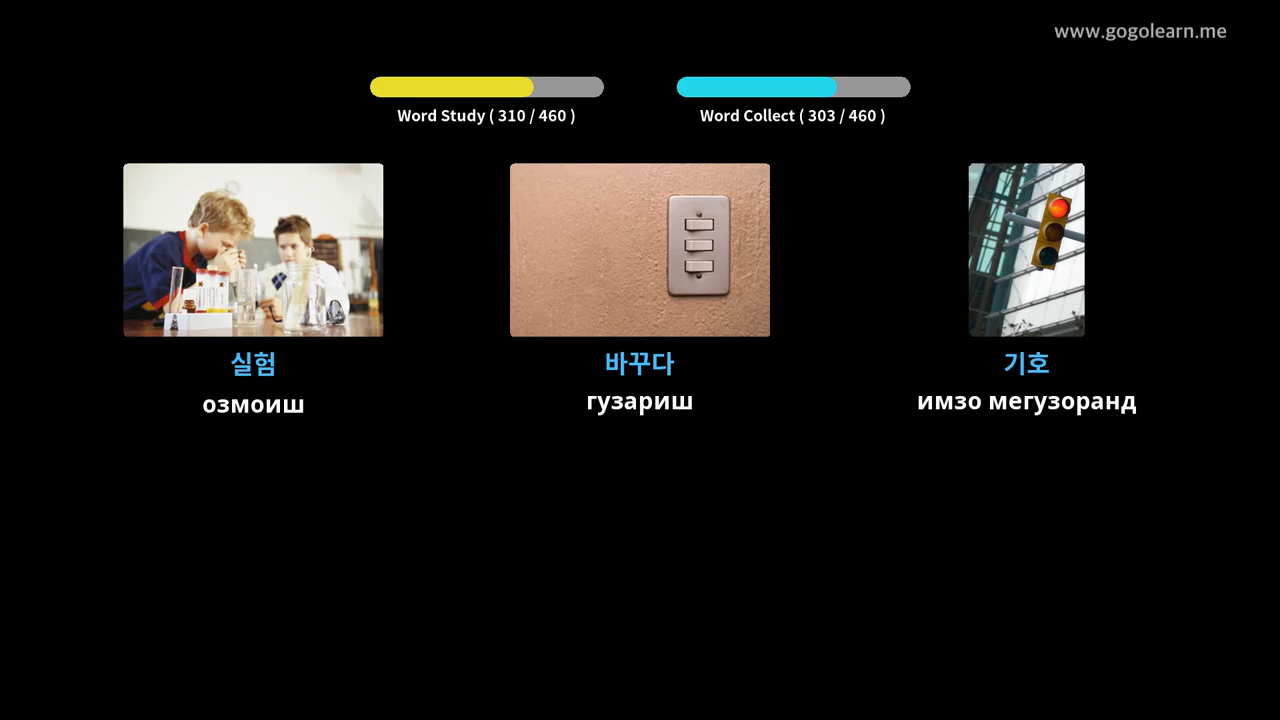 www.gogolearn.me
Word Study ( 310 / 460 )
Word Collect ( 303 / 460 )
실험
바꾸다
기호
озмоиш
гузариш
имзо мегузоранд